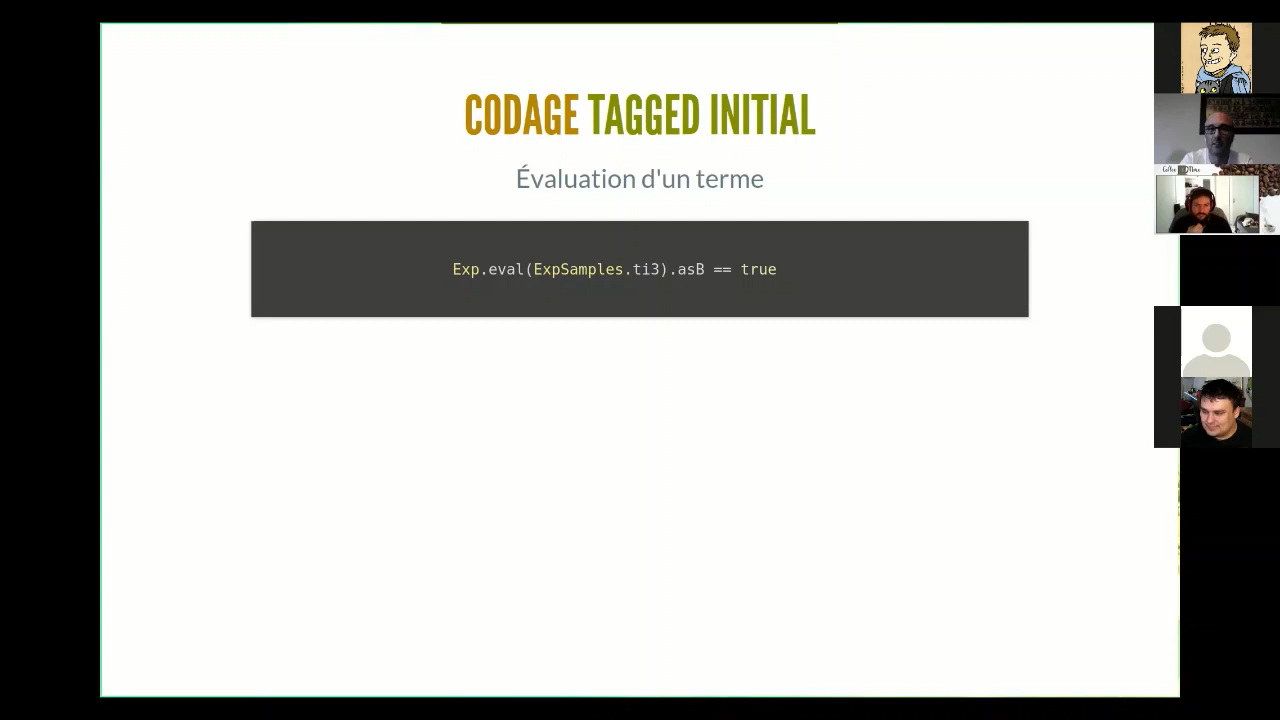 CODAGE TAGGED INITIAL
Évaluation d'un terme
Exp.eval(ExpSamples.ti3).asB == true